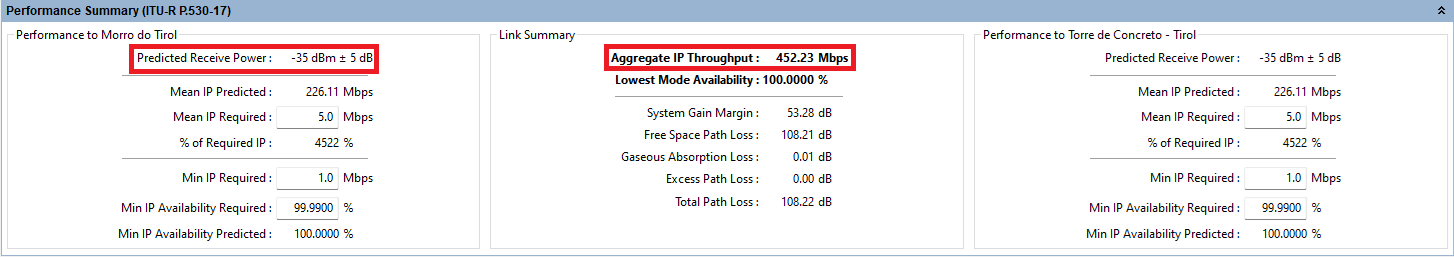 Performance Summary (ITU-R P.530-17)
Performance to Morro do Tirol
Predicted Receive Power : -35 dBm ± 5 dB
Mean IP Predicted : 226.11 Mbps
Mean IP Required : 5.0 Mbps
% of Required IP : 4522 %
Min IP Required : 1.0 Mbps
Min IP Availability Required : 99.9900 %
Min IP Availability Predicted : 100.0000 %
Link Summary
Aggregate IP Throughput : 452.23 Mbps
Lowest Mode Availability : 100.0000 %
System Gain Margin : 53.28 dB
Free Space Path Loss : 108.21 dB
Gaseous Absorption Loss : 0.01 dB
Excess Path Loss : 0.00 dB
Total Path Loss : 108.22 dB
Performance to Torre de Concreto - Tirol
Predicted Receive Power : -35 dBm ± 5 dB
Mean IP Predicted : 226.11 Mbps
Mean IP Required : 5.0 Mbps
% of Required IP : 4522 %
Min IP Required : 1.0 Mbps
Min IP Availability Required : 99.9900 %
Min IP Availability Predicted : 100.0000 %